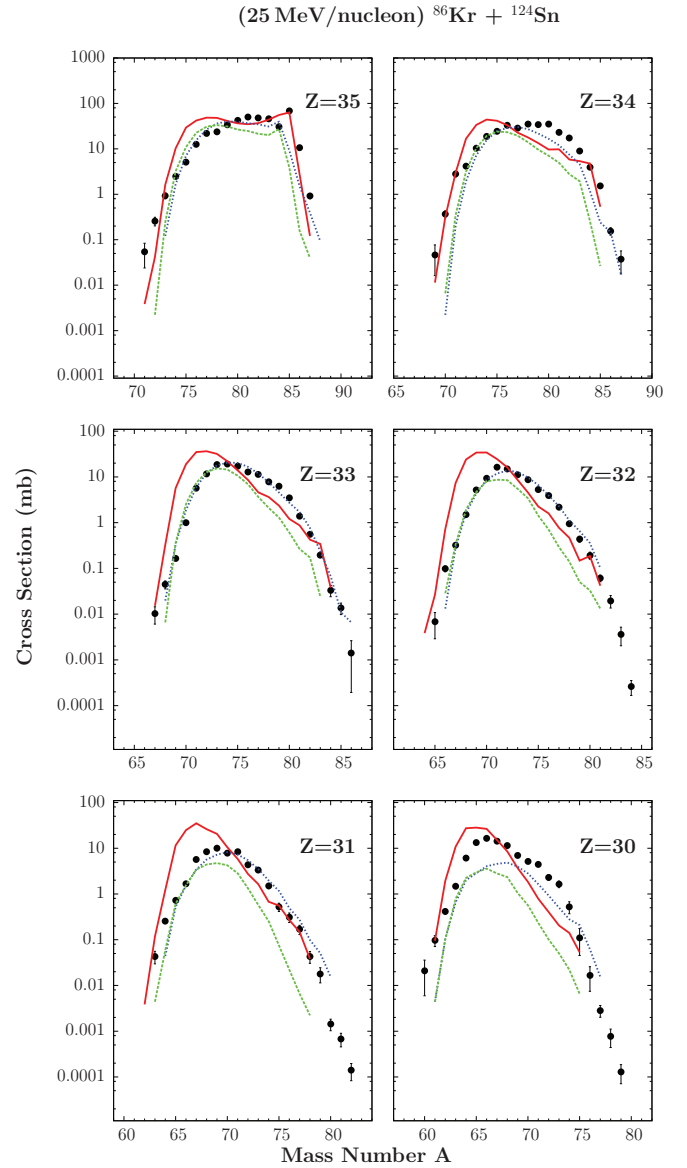 (25 MeV/nucleon) ⁸⁶Kr + ¹²⁴Sn
1000
100
10
1
0.1
0.01
0.001
0.0001
Z=35
Z=34
70 75 80 85 90
65 70 75 80 85 90
100
10
1
0.1
0.01
0.001
0.0001
Z=33
Z=32
65 70 75 80 85
65 70 75 80 85
100
10
1
0.1
0.01
0.001
0.0001
Z=31
Z=30
60 65 70 75 80
60 65 70 75 80
Cross Section (mb)
Mass Number A